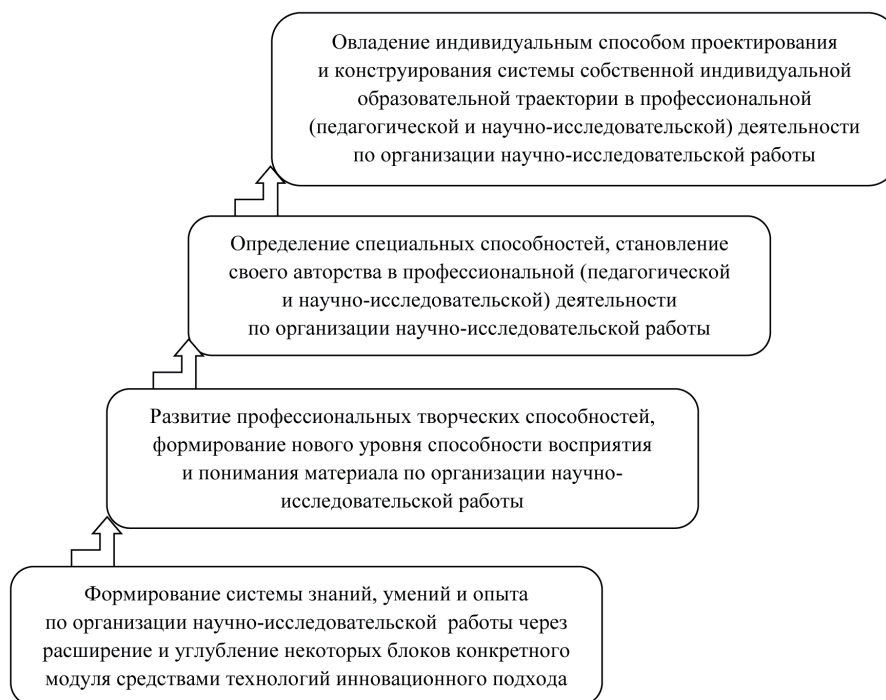 Овладение индивидуальным способом проектирования
и конструирования системы собственной индивидуальной
образовательной траектории в профессиональной
(педагогической и научно-исследовательской) деятельности
по организации научно-исследовательской работы
Определение специальных способностей, становление
своего авторства в профессиональной (педагогической
и научно-исследовательской) деятельности
по организации научно-исследовательской работы
Развитие профессиональных творческих способностей,
формирование нового уровня способности восприятия
и понимания материала по организации научно-
исследовательской работы
Формирование системы знаний, умений и опыта
по организации научно-исследовательской работы через
расширение и углубление некоторых блоков конкретного
модуля средствами технологий инновационного подхода